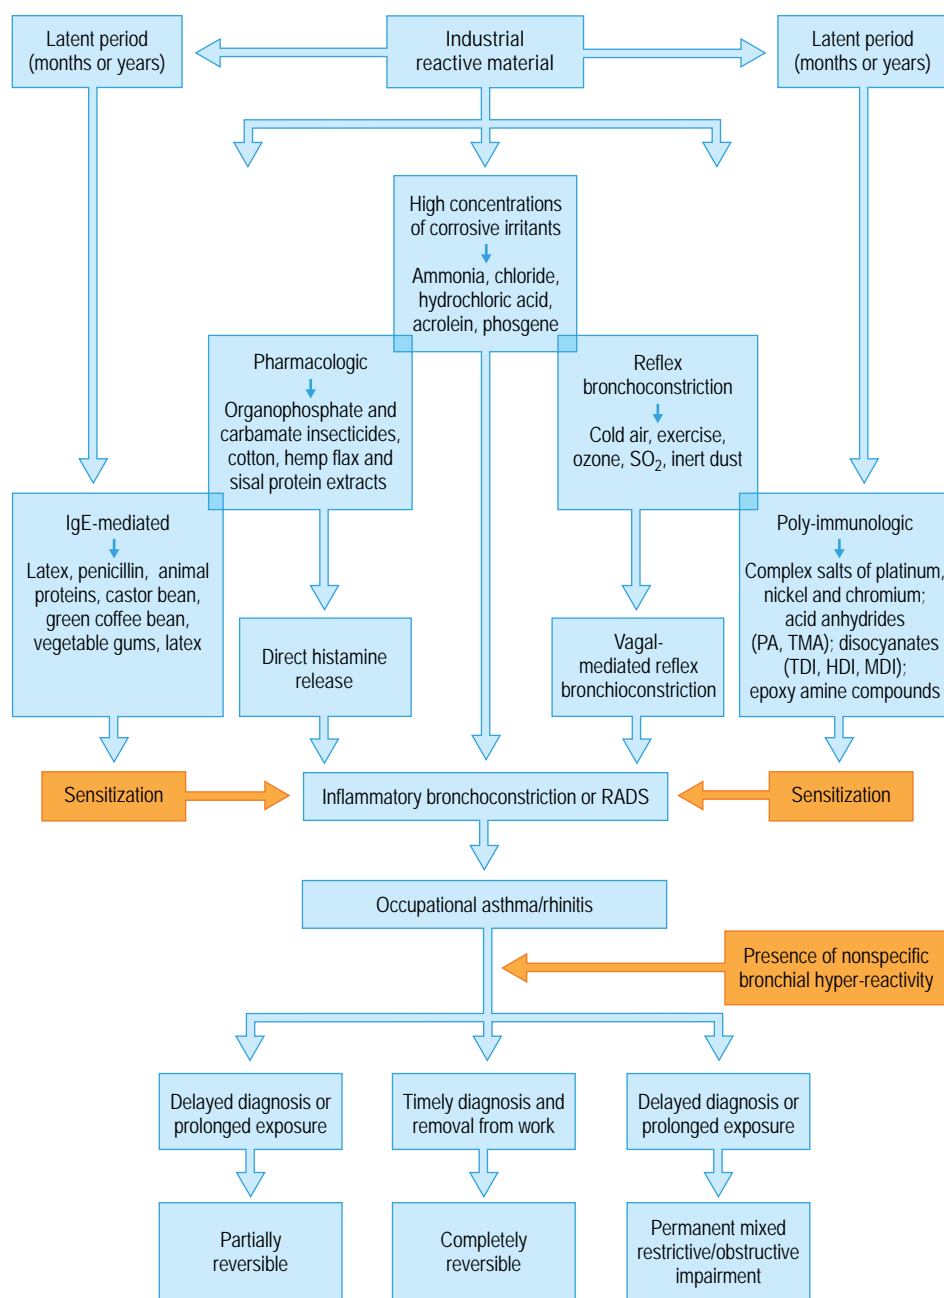 Latent period
(months or years)
Industrial
reactive material
Latent period
(months or years)
High concentrations
of corrosive irritants
Ammonia, chloride,
hydrochloric acid,
acrolein, phosgene
Pharmacologic
Organophosphate and
carbamate insecticides,
cotton, hemp flax and
sisal protein extracts
Reflex
bronchoconstriction
Cold air, exercise,
ozone, SO₂, inert dust
IgE-mediated
Latex, penicillin, animal
proteins, castor bean,
green coffee bean,
vegetable gums, latex
Poly-immunologic
Complex salts of platinum,
nickel and chromium;
acid anhydrides
(PA, TMA); disocyanates
(TDI, HDI, MDI);
epoxy amine compounds
Direct histamine
release
Vagal-
mediated reflex
bronchioconstriction
Sensitization
Inflammatory bronchoconstriction or RADS
Sensitization
Occupational asthma/rhinitis
Presence of nonspecific
bronchial hyper-reactivity
Delayed diagnosis or
prolonged exposure
Timely diagnosis and
removal from work
Delayed diagnosis or
prolonged exposure
Partially
reversible
Completely
reversible
Permanent mixed
restrictive/obstructive
impairment